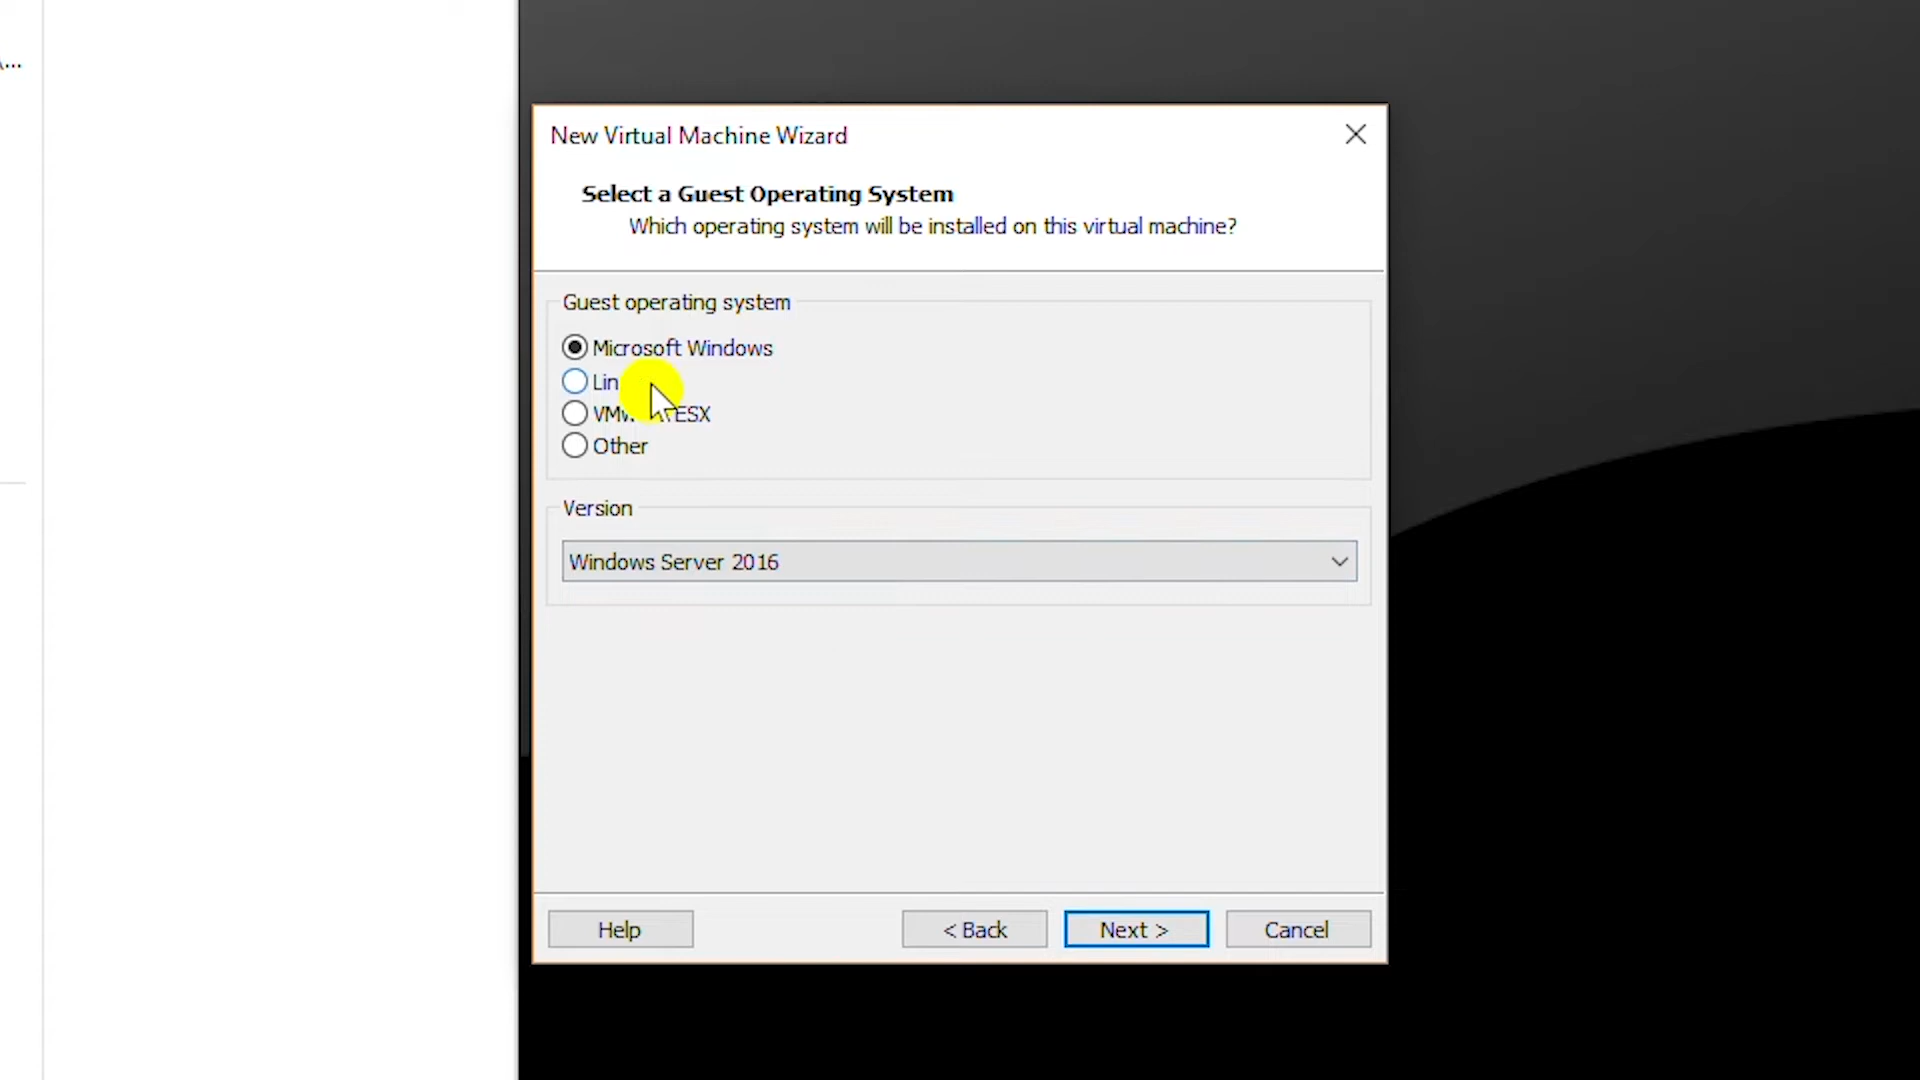 \...
New Virtual Machine Wizard
Select a Guest Operating System
Which operating system will be installed on this virtual machine?
Guest operating system
Microsoft Windows
Lin
ESX
Other
Version
Windows Server 2016
Help
< Back
Next >
Cancel